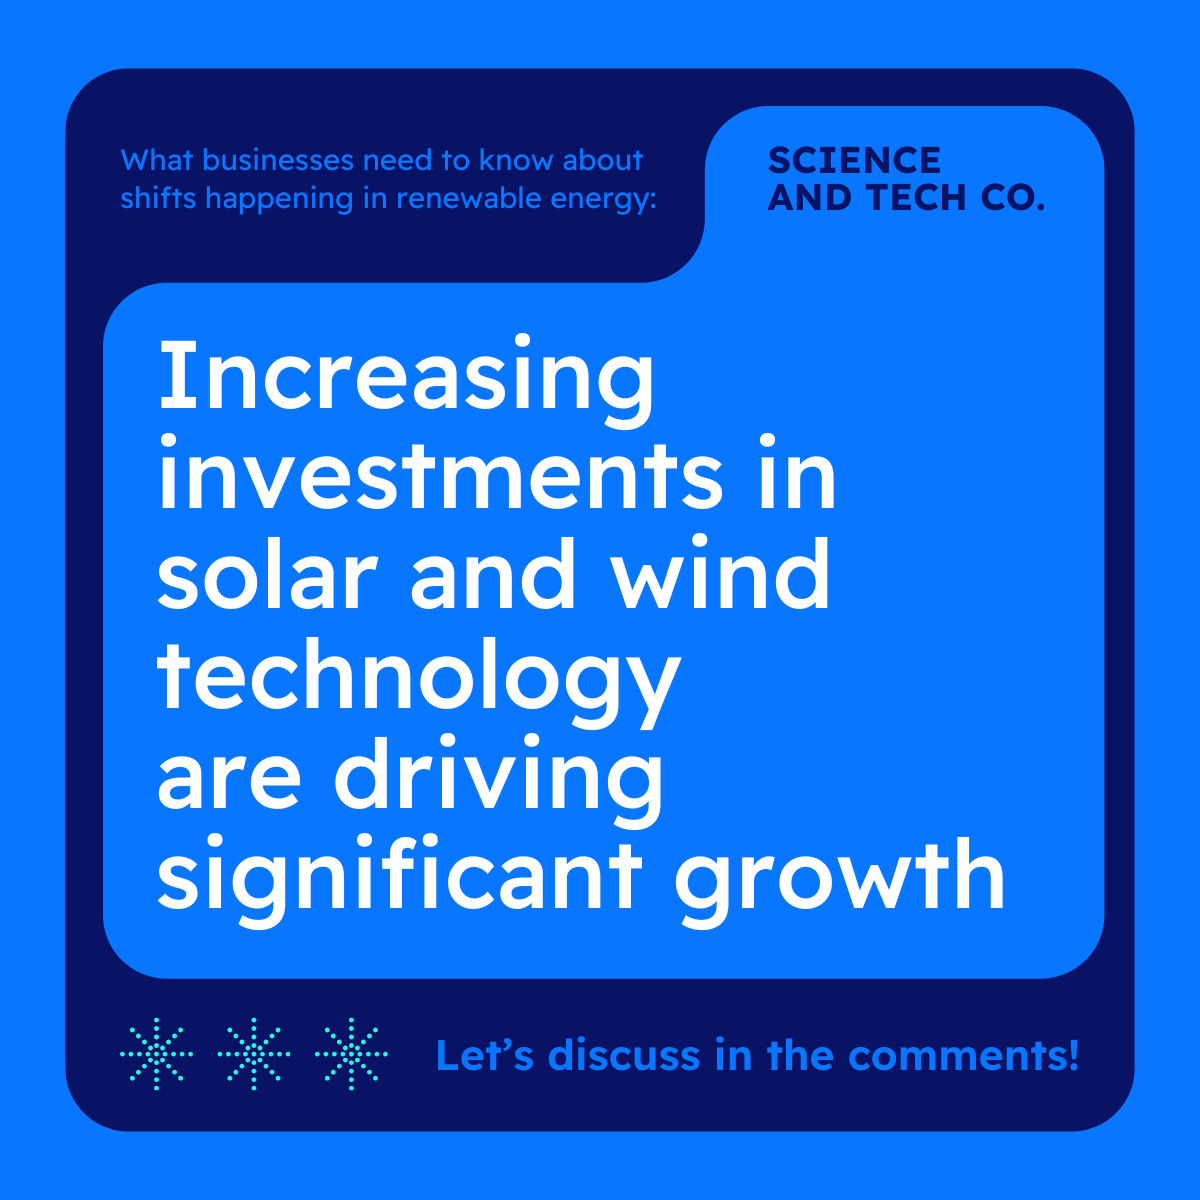 What businesses need to know about
shifts happening in renewable energy:
SCIENCE
AND TECH CO.
Increasing
investments in
solar and wind
technology
are driving
significant growth
Let’s discuss in the comments!